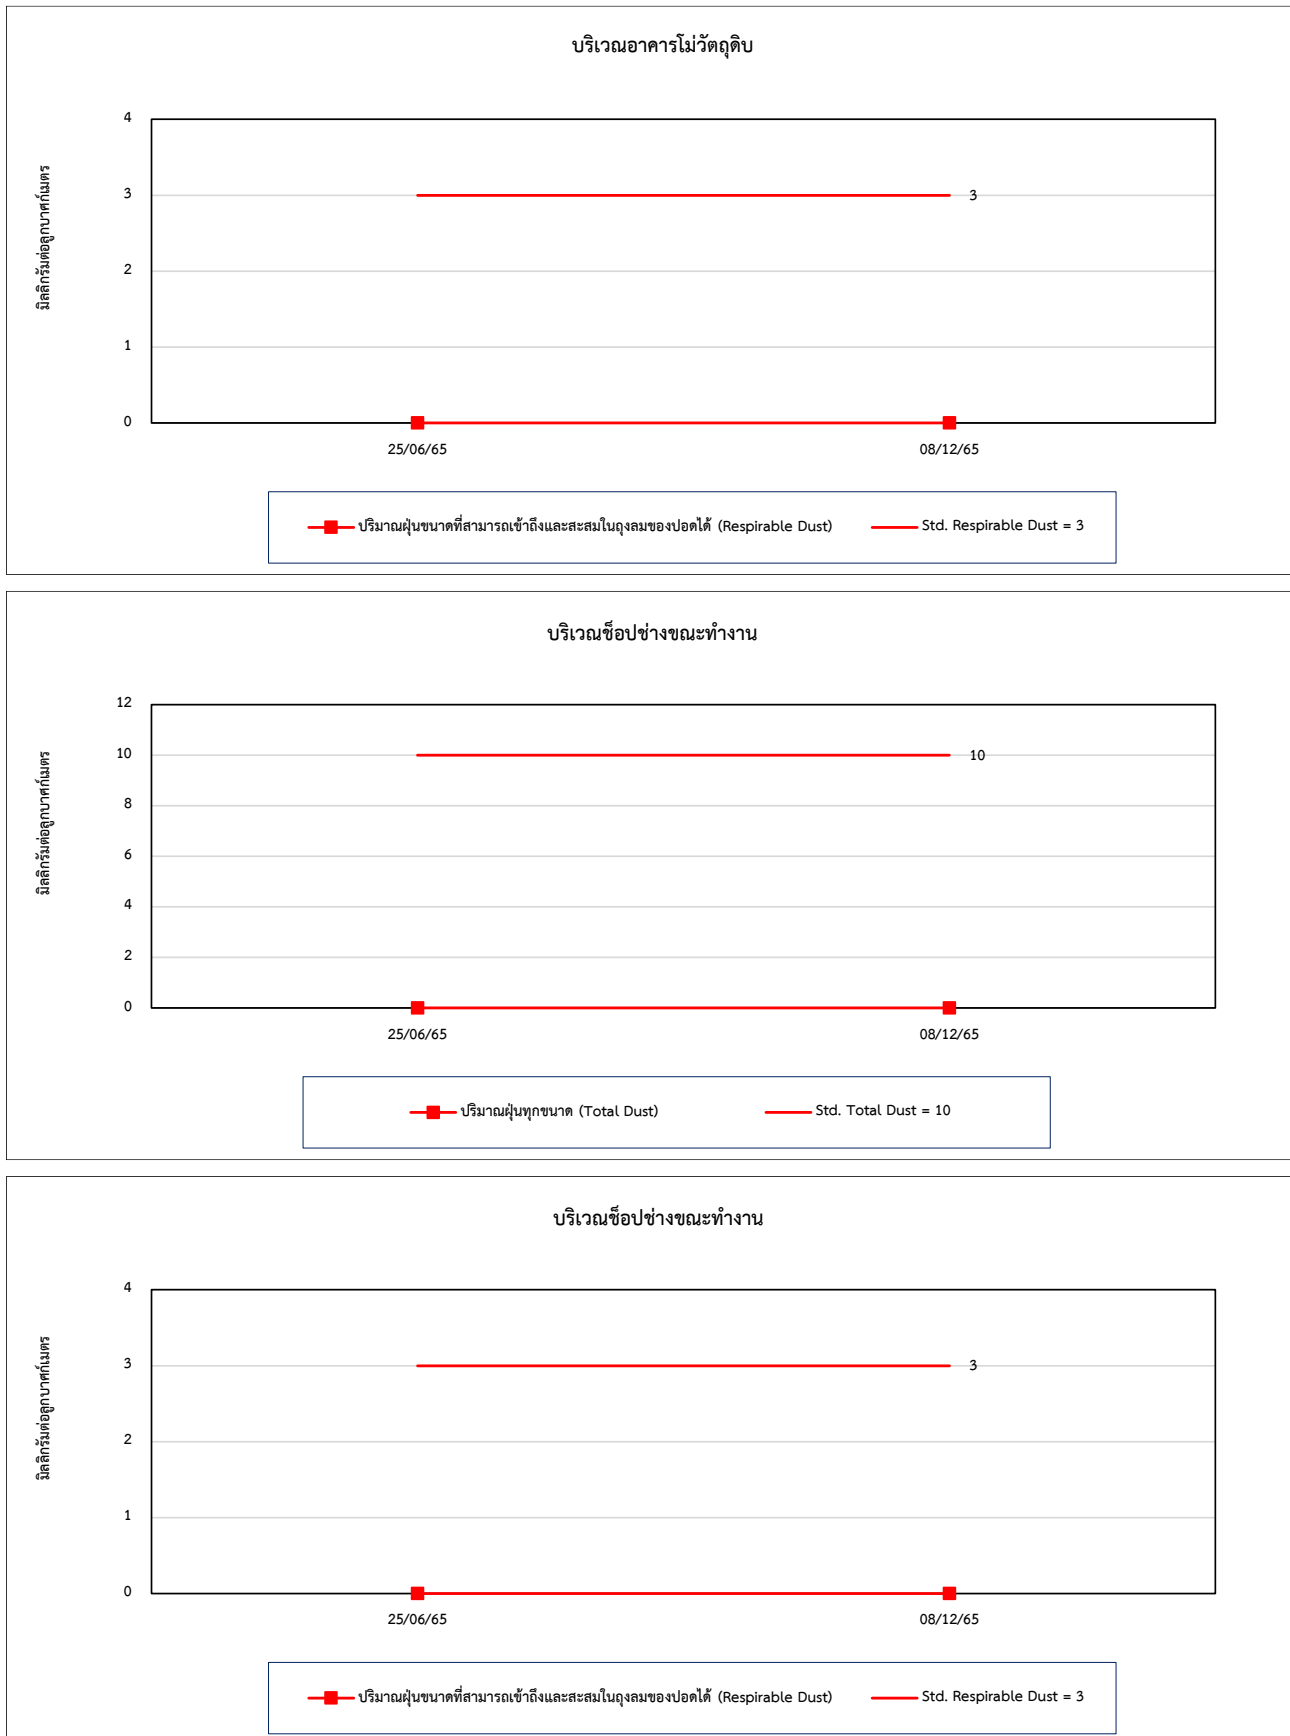 บริเวณอาคารโม่วัตถุดิบ
มิลลิกรัมต่อลูกบาศก์เมตร
4
3
3
2
1
0
25/06/65 08/12/65
ปริมาณฝุ่นขนาดที่สามารถเข้าถึงและสะสมในถุงลมของปอดได้ (Respirable Dust) Std. Respirable Dust = 3
บริเวณช็อปช่างขณะทำงาน
มิลลิกรัมต่อลูกบาศก์เมตร
12
10
10
8
6
4
2
0
25/06/65 08/12/65
ปริมาณฝุ่นทุกขนาด (Total Dust) Std. Total Dust = 10
บริเวณช็อปช่างขณะทำงาน
มิลลิกรัมต่อลูกบาศก์เมตร
4
3
3
2
1
0
25/06/65 08/12/65
ปริมาณฝุ่นขนาดที่สามารถเข้าถึงและสะสมในถุงลมของปอดได้ (Respirable Dust) Std. Respirable Dust = 3